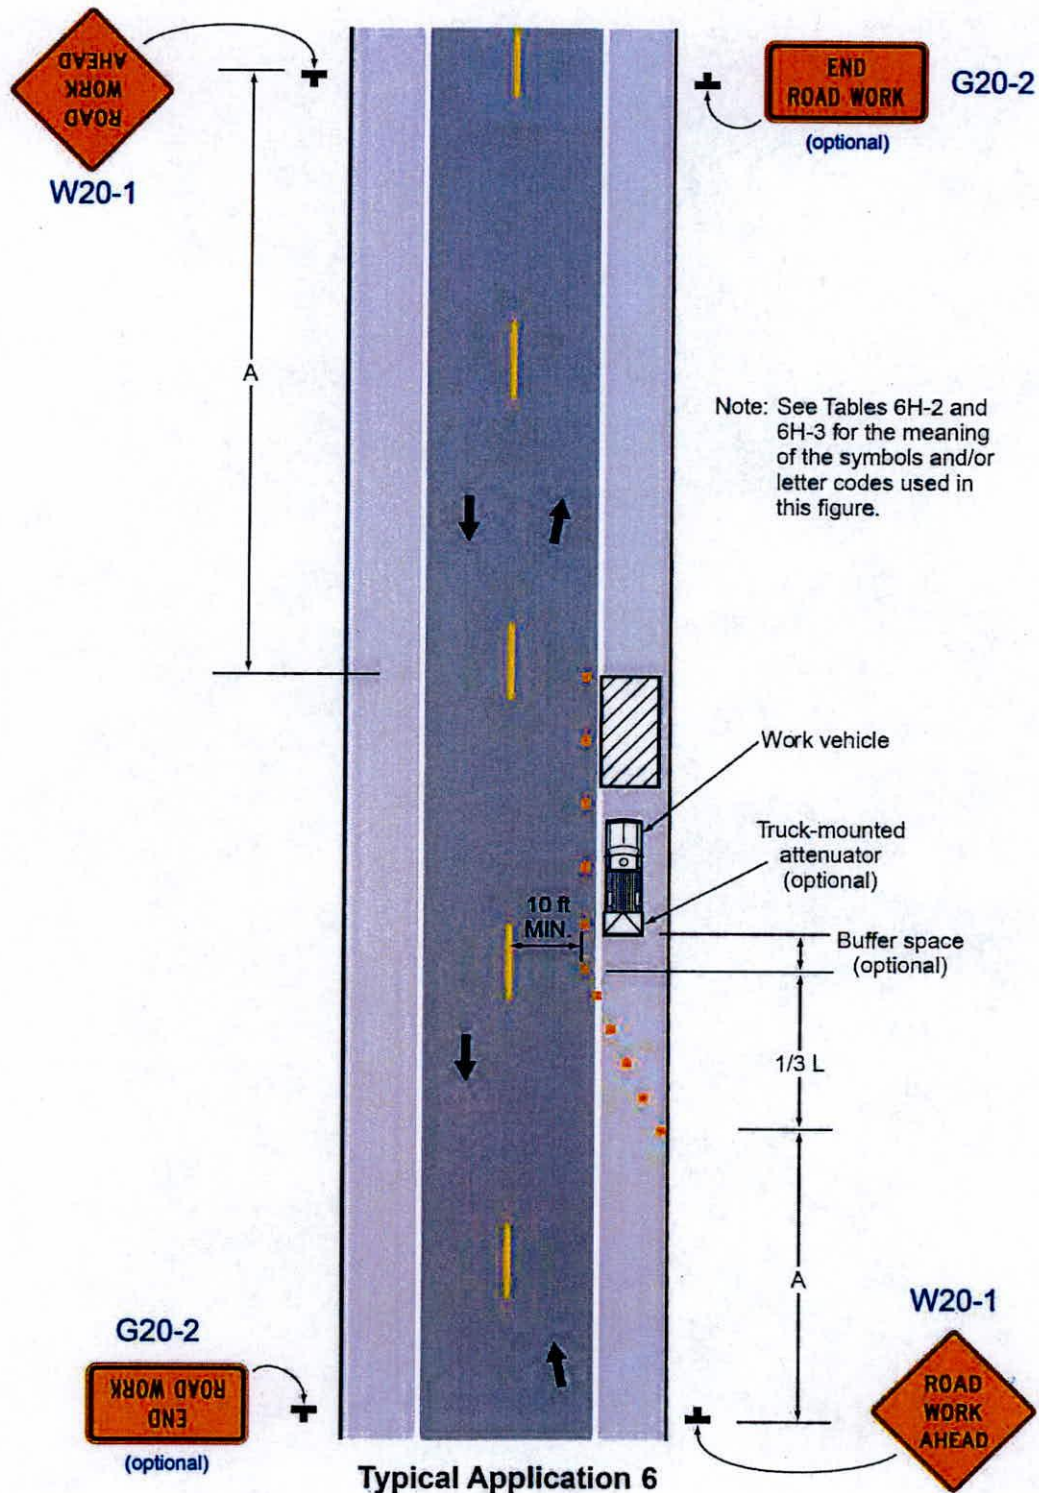 ROAD
WORK
AHEAD
W20-1
END
ROAD WORK
(optional)
G20-2
A
Note: See Tables 6H-2 and
6H-3 for the meaning
of the symbols and/or
letter codes used in
this figure.
Work vehicle
Truck-mounted
attenuator
(optional)
10 ft
MIN.
Buffer space
(optional)
1/3 L
A
G20-2
END
ROAD WORK
(optional)
W20-1
ROAD
WORK
AHEAD
Typical Application 6